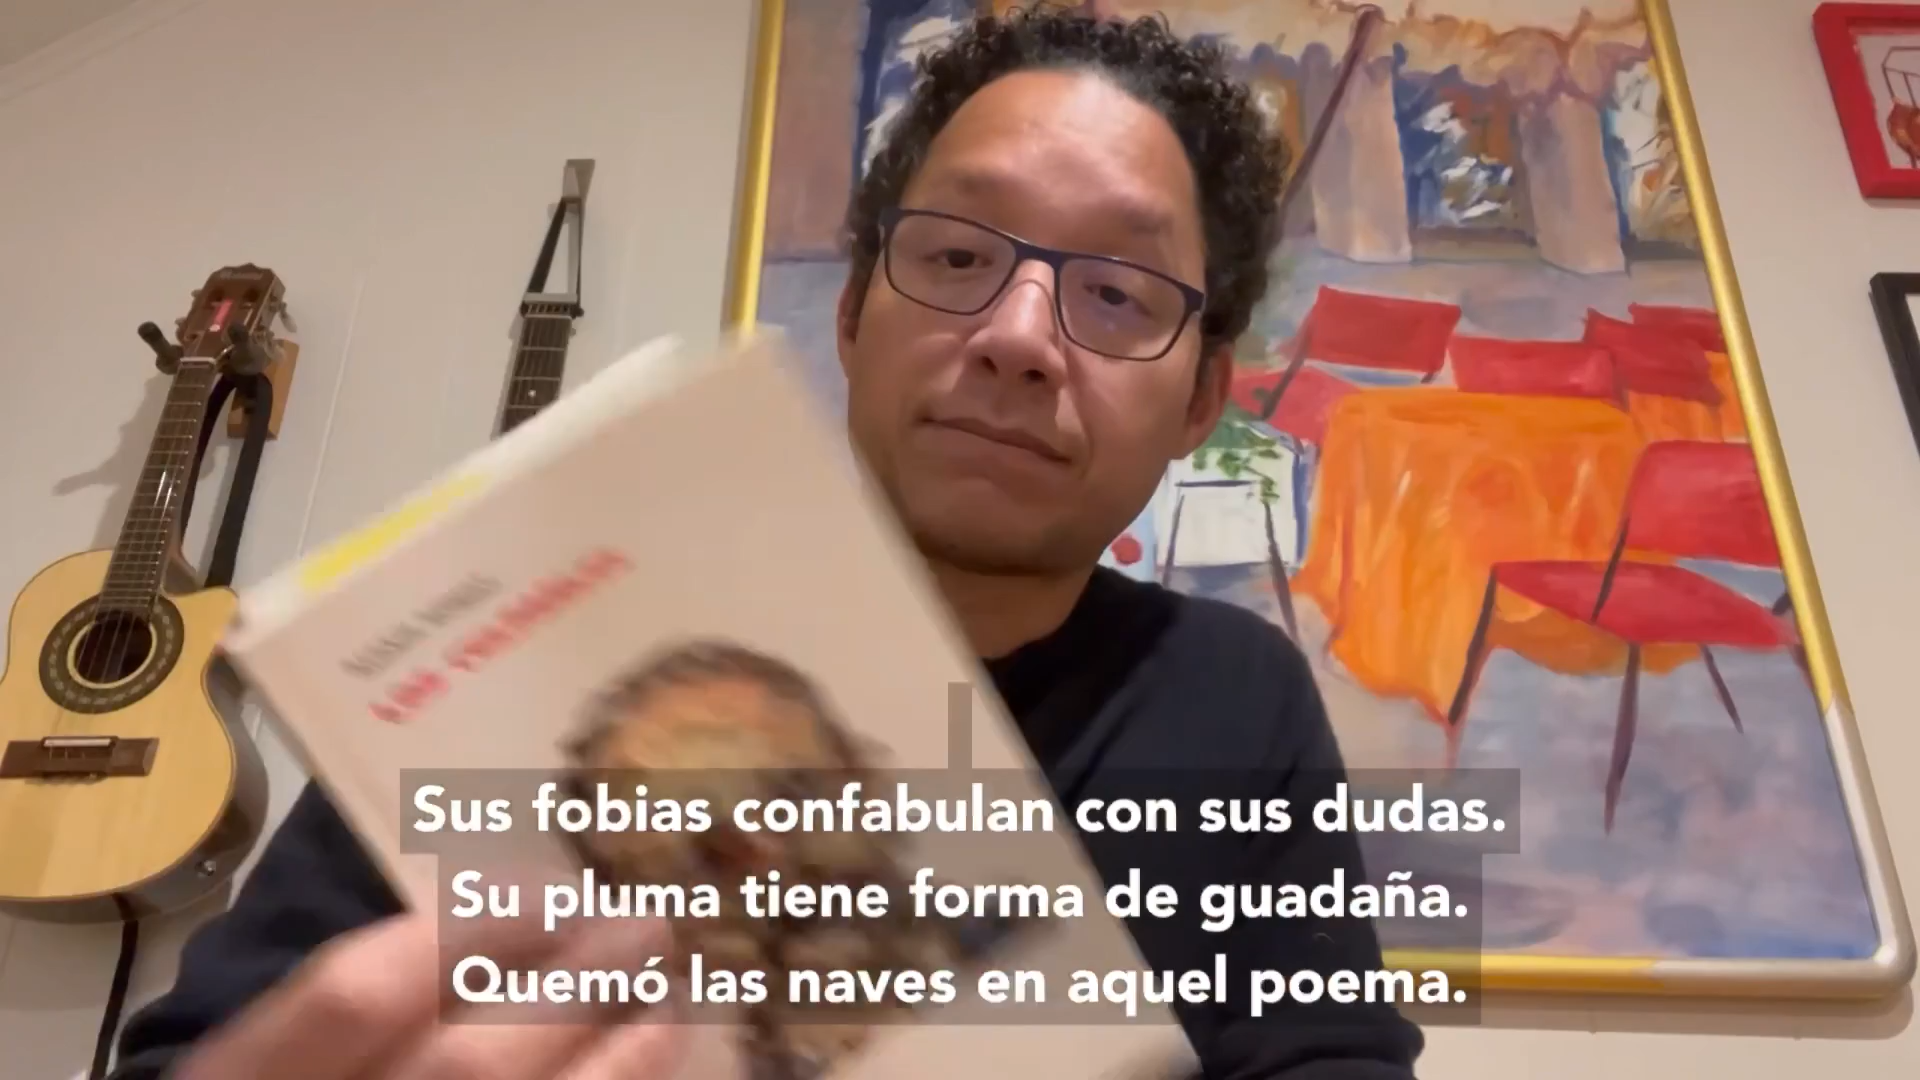 Sus fobias confabulan con sus dudas.
Su pluma tiene forma de guadaña.
Quemó las naves en aquel poema.